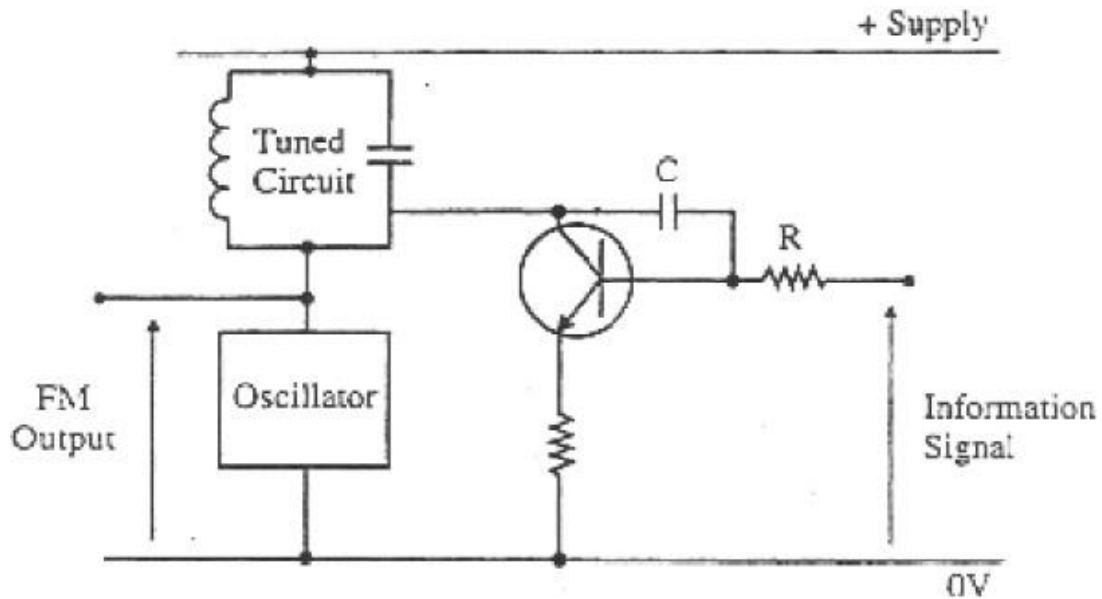 + Supply
Tuned
Circuit
C
R
FM
Output
Oscillator
Information
Signal
0V